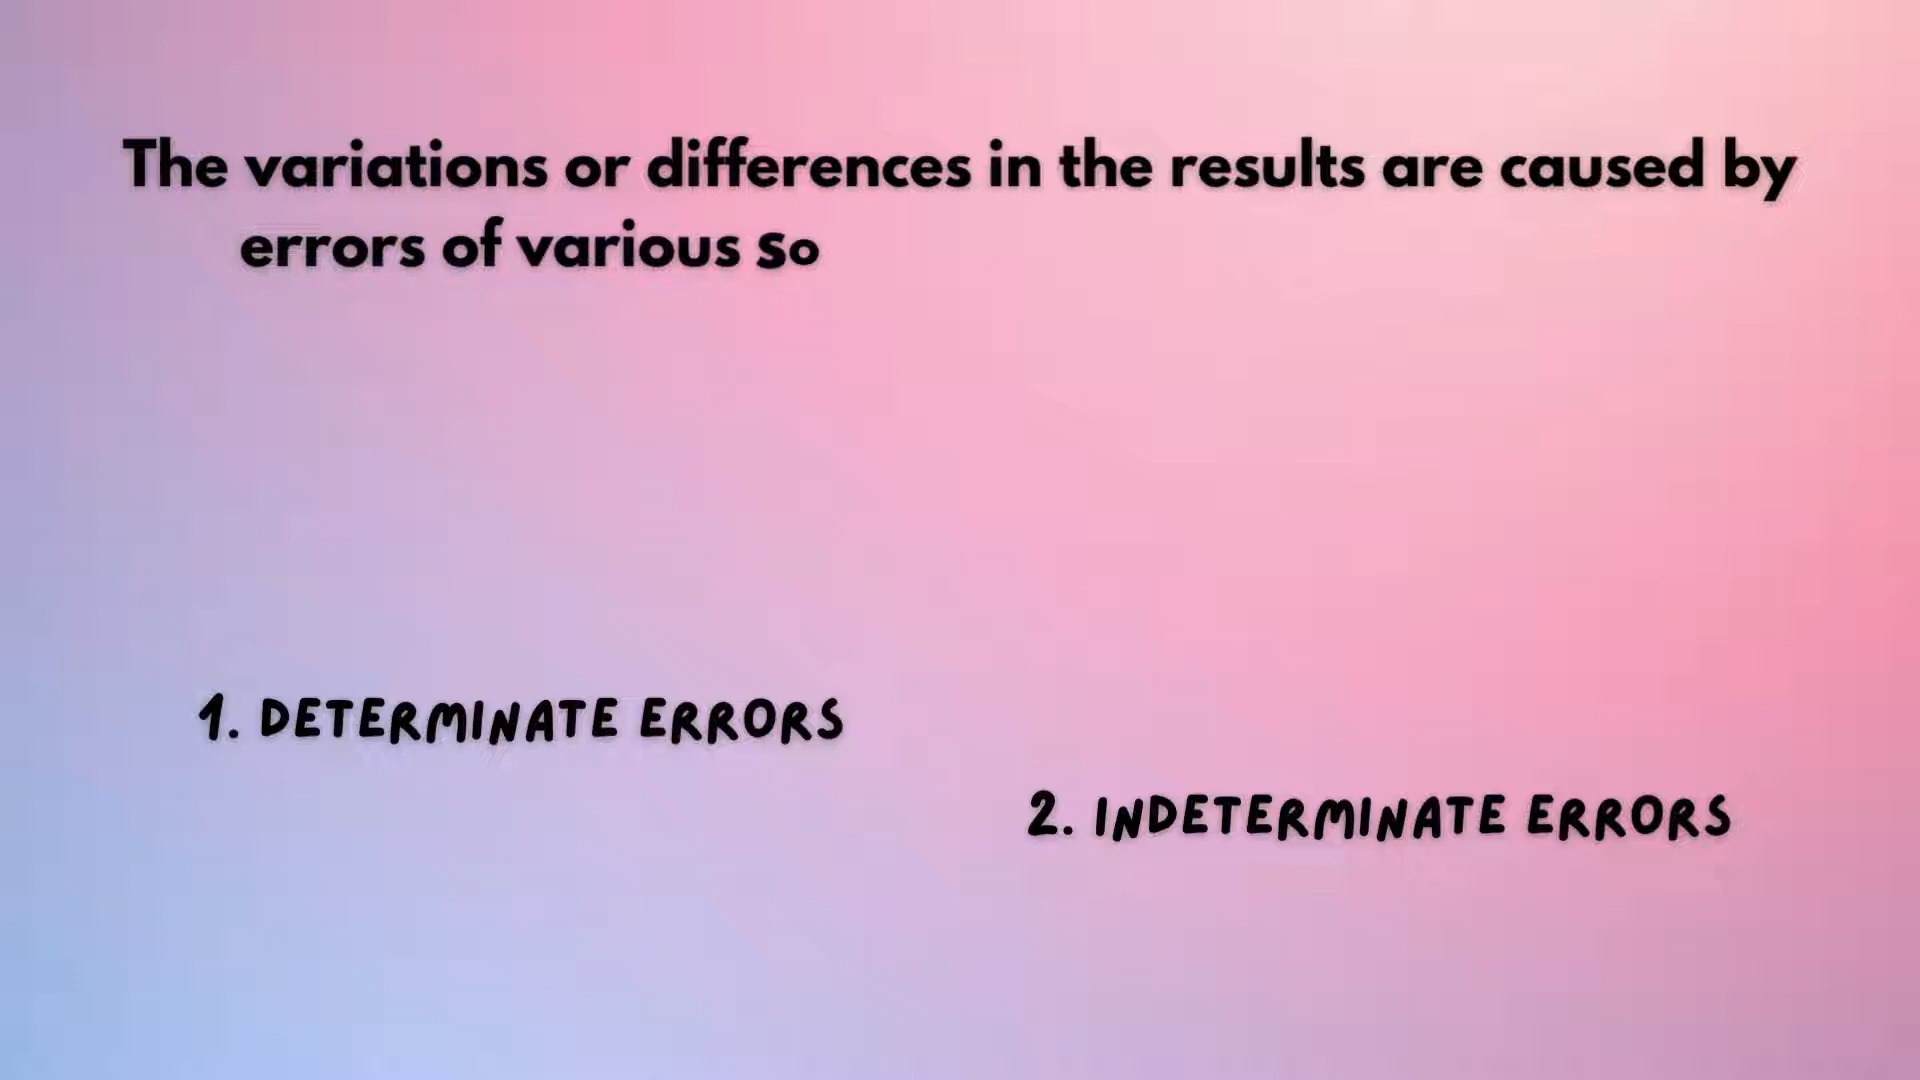 The variations or differences in the results are caused by
errors of various so
1. DETERMINATE ERRORS
2. INDETERMINATE ERRORS